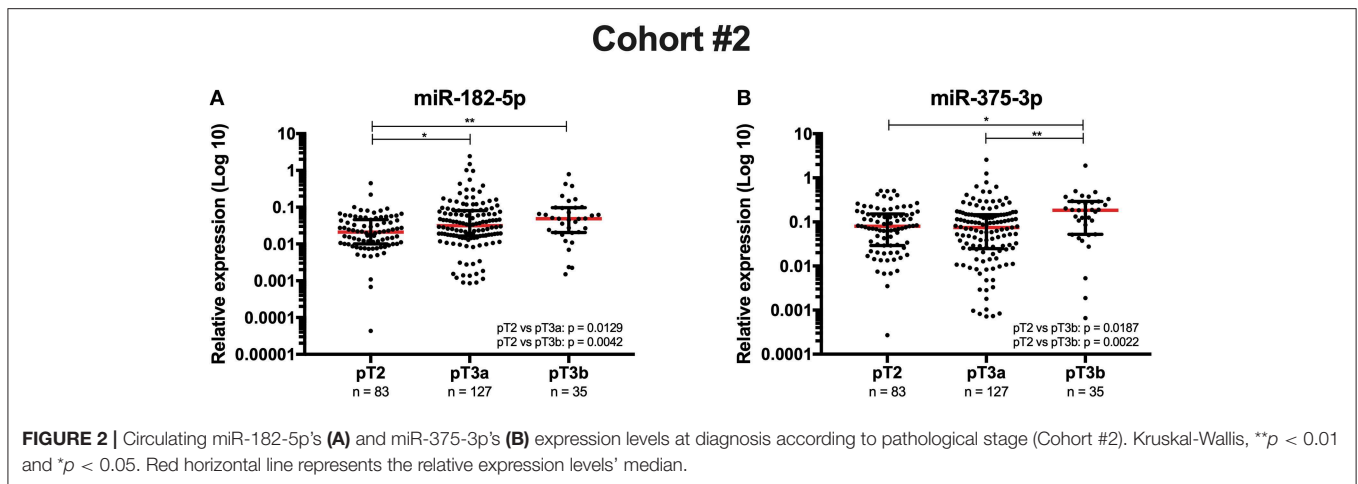 Cohort #2
A
miR-182-5p
Relative expression (Log 10)
10
1
0.1
0.01
0.001
0.0001
0.00001
**
*
pT2 vs pT3a: p = 0.0129
pT2 vs pT3b: p = 0.0042
pT2
pT3a
pT3b
n = 83
n = 127
n = 35
B
miR-375-3p
Relative expression (Log 10)
10
1
0.1
0.01
0.001
0.0001
*
**
pT2 vs pT3b: p = 0.0187
pT2 vs pT3b: p = 0.0022
pT2
pT3a
pT3b
n = 83
n = 127
n = 35
FIGURE 2 | Circulating miR-182-5p's (A) and miR-375-3p's (B) expression levels at diagnosis according to pathological stage (Cohort #2). Kruskal-Wallis, **p < 0.01
and *p < 0.05. Red horizontal line represents the relative expression levels' median.